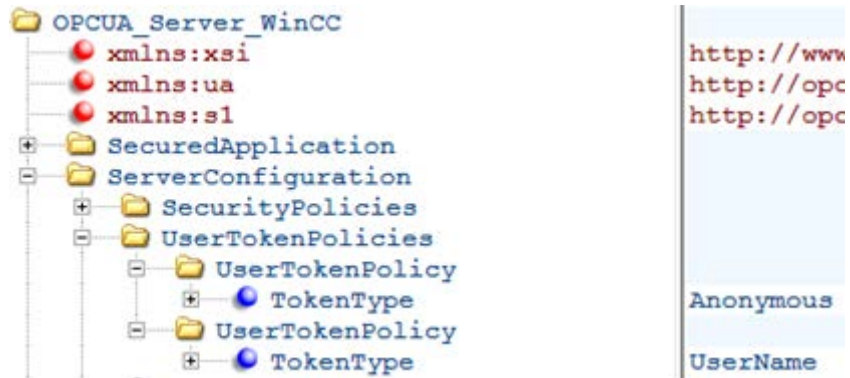 OPCUA_Server_WinCC
xmlns:xsi http://www
xmlns:ua http://opc
xmlns:s1 http://opc
SecuredApplication
ServerConfiguration
SecurityPolicies
UserTokenPolicies
UserTokenPolicy
TokenType Anonymous
UserTokenPolicy
TokenType UserName